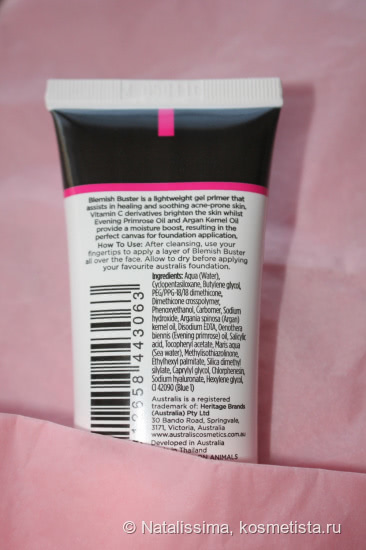 Blemish Buster is a lightweight gel primer that
assists in healing and soothing acne-prone skin.
Vitamin C derivatives brighten the skin whilst
Evening Primrose Oil and Argan Kernel Oil
provide a moisture boost, resulting in the
perfect canvas for foundation application.
How To Use: After cleansing, use your
fingertips to apply a layer of Blemish Buster
all over the face. Allow to dry before applying
your favourite australis foundation.
Ingredients: Aqua (Water),
Cyclopentasiloxane, Butylene glycol,
PEG/PPG-18/18 dimethicone,
Dimethicone crosspolymer,
Phenoxyethanol, Carbomer, Sodium
hydroxide, Argania spinosa (Argan)
kernel oil, Disodium EDTA, Oenothera
biennis (Evening primrose) oil, Salicylic
acid, Tocopheryl acetate, Maris aqua
(Sea water), Methylisothiazolinone,
Ethylhexyl palmitate, Silica dimethyl
silylate, Caprylyl glycol, Chlorphenesin,
Sodium hyaluronate, Hexylene glycol,
CI 42090 (Blue 1)
Australis is a registered
trademark of: Heritage Brands
(Australia) Pty Ltd
30 Bando Road, Springvale,
3171, Victoria, Australia
www.australiscosmetics.com.au
Developed in Australia
in Thailand
ON ANIMALS
2658 443063
© Natalissima, kosmetista.ru